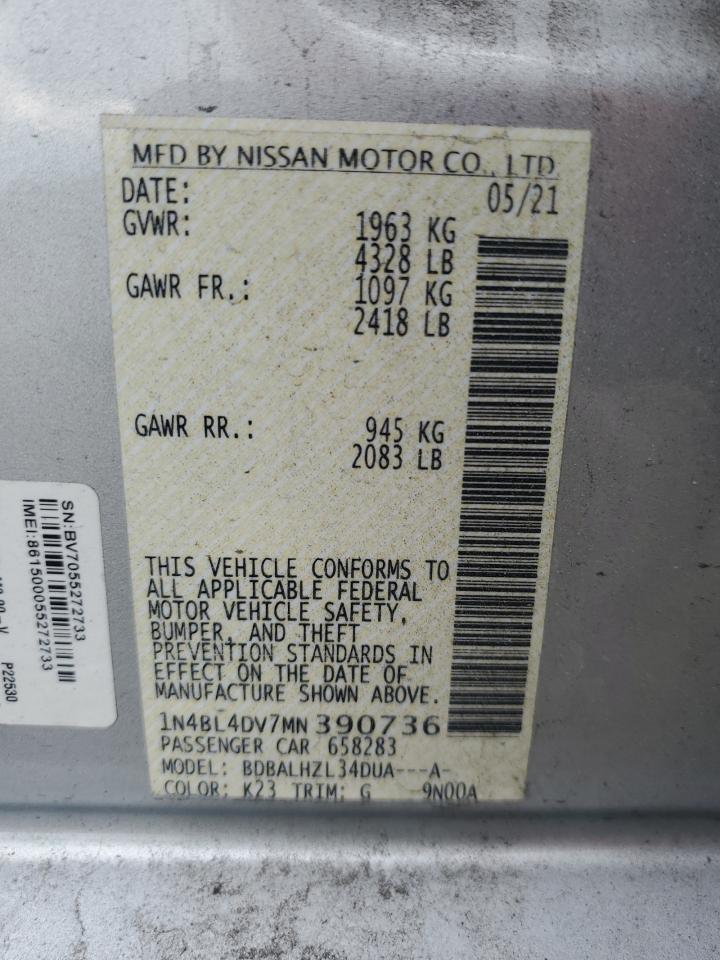 MFD BY NISSAN MOTOR CO., LTD.
DATE: 05/21
GVWR: 1963 KG
4328 LB
GAWR FR.: 1097 KG
2418 LB
GAWR RR.: 945 KG
2083 LB
THIS VEHICLE CONFORMS TO
ALL APPLICABLE FEDERAL
MOTOR VEHICLE SAFETY,
BUMPER, AND THEFT
PREVENTION STANDARDS IN
EFFECT ON THE DATE OF
MANUFACTURE SHOWN ABOVE.
1N4BL4DV7MN390736
PASSENGER CAR 658283
MODEL: BDBALHZL34DUA---A-
COLOR: K23 TRIM: G 9N00A
SN:BV7055272733
IMEI:861500055272733
P22530